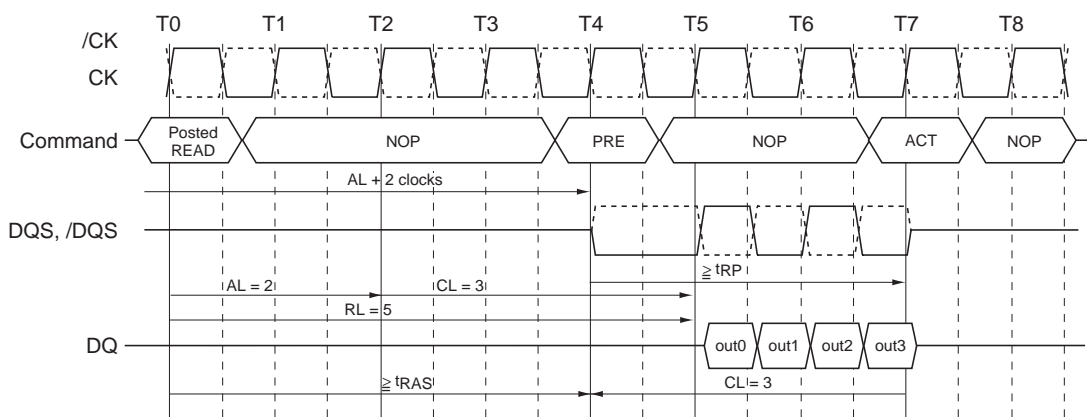 T0 T1 T2 T3 T4 T5 T6 T7 T8
/CK
CK
Command
Posted
READ
NOP
PRE
NOP
ACT
NOP
AL + 2 clocks
DQS, /DQS
≧ tRP
AL = 2
CL = 3
RL = 5
DQ
out0 out1 out2 out3
≧ tRAS
CL = 3